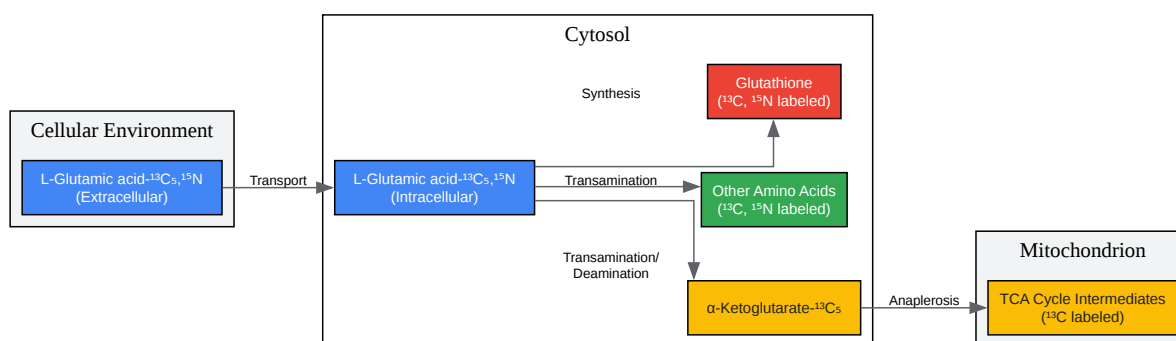 Cytosol
Synthesis
Glutathione
(¹³C, ¹⁵N labeled)
Cellular Environment
L-Glutamic acid-¹³C₅,¹⁵N
(Extracellular)
Transport
L-Glutamic acid-¹³C₅,¹⁵N
(Intracellular)
Transamination
Other Amino Acids
(¹³C, ¹⁵N labeled)
Transamination/
Deamination
α-Ketoglutarate-¹³C₅
Anaplerosis
Mitochondrion
TCA Cycle Intermediates
(¹³C labeled)